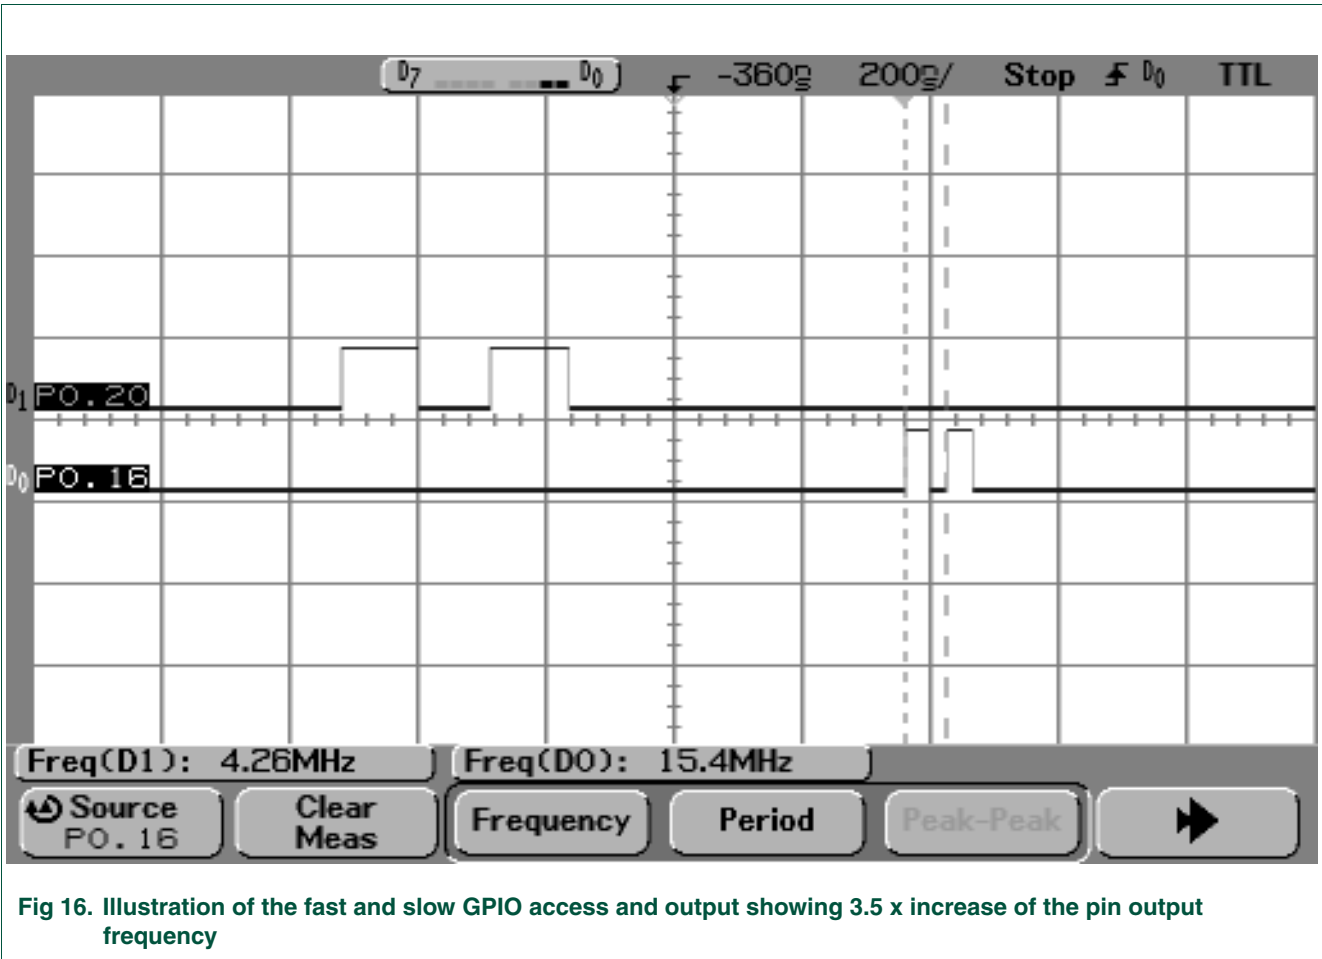 D7 D0 -360s 200s/ Stop D0 TTL
D1 P0.20
D0 P0.16
Freq(D1): 4.26MHz Freq(D0): 15.4MHz
Source P0.16 Clear Meas Frequency Period Peak-Peak
Fig 16. Illustration of the fast and slow GPIO access and output showing 3.5 x increase of the pin output
frequency